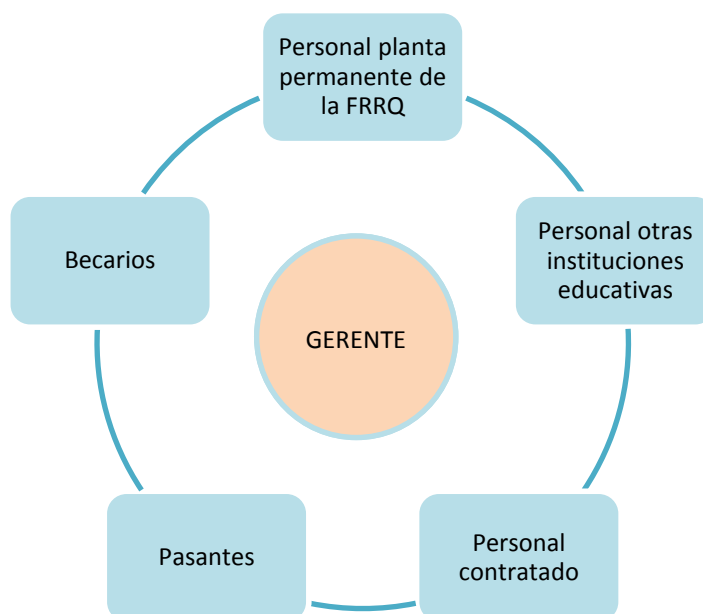 Personal planta
permanente de
la FRRQ
Becarios
Personal otras
instituciones
educativas
GERENTE
Pasantes
Personal
contratado